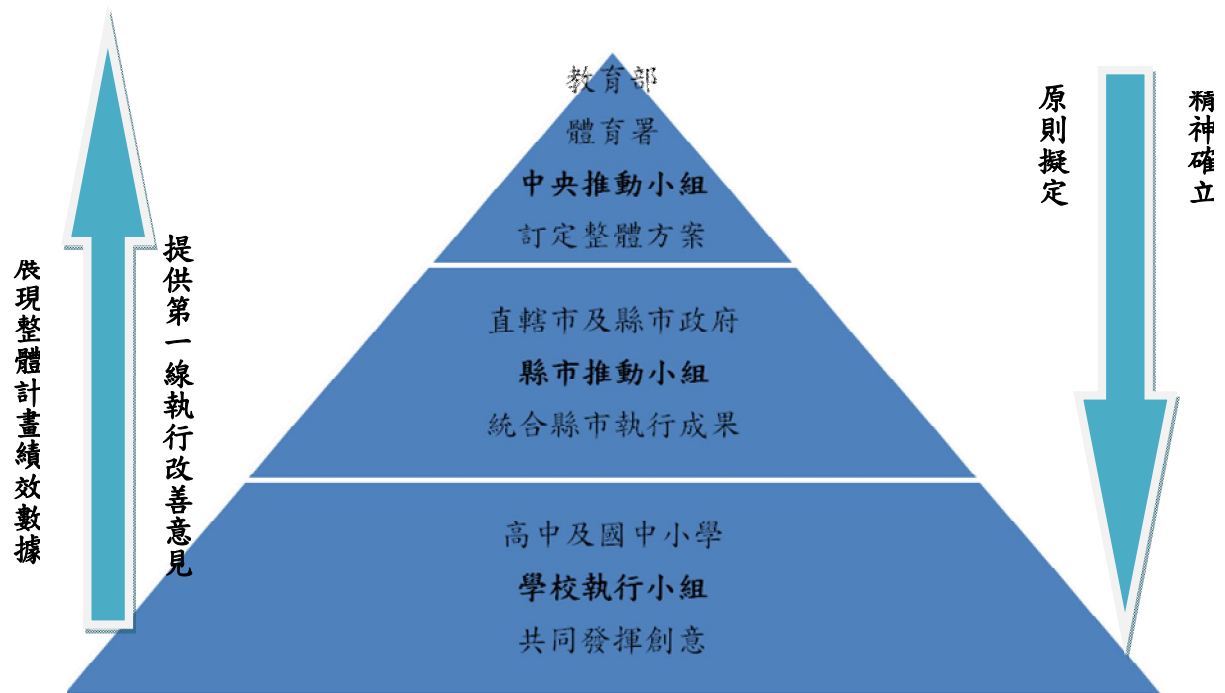 教育部
體育署
中央推動小組
訂定整體方案
直轄市及縣市政府
縣市推動小組
統合縣市執行成果
高中及國中小學
學校執行小組
共同發揮創意
展現整體計畫績效數據
提供第一線執行改善意見
原則擬定
精神確立